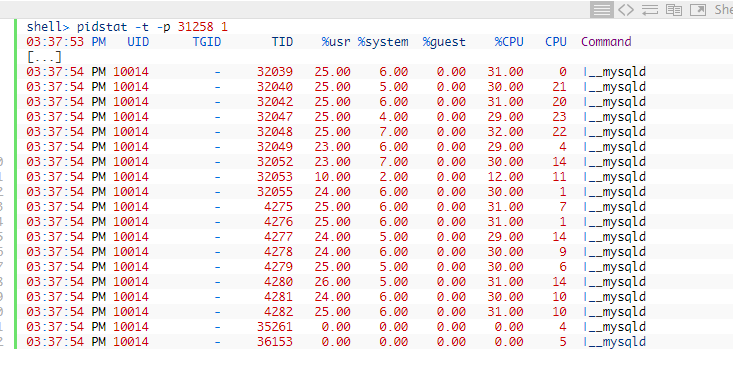 She
shell> pidstat -t -p 31258 1
03:37:53 PM UID TGID TID %usr %system %guest %CPU CPU Command
[...]
03:37:54 PM 10014 - 32039 25.00 6.00 0.00 31.00 0 |__mysqld
03:37:54 PM 10014 - 32040 25.00 5.00 0.00 30.00 21 |__mysqld
03:37:54 PM 10014 - 32042 25.00 6.00 0.00 31.00 20 |__mysqld
03:37:54 PM 10014 - 32047 25.00 4.00 0.00 29.00 23 |__mysqld
03:37:54 PM 10014 - 32048 25.00 7.00 0.00 32.00 22 |__mysqld
03:37:54 PM 10014 - 32049 23.00 6.00 0.00 29.00 4 |__mysqld
03:37:54 PM 10014 - 32052 23.00 7.00 0.00 30.00 14 |__mysqld
03:37:54 PM 10014 - 32053 10.00 2.00 0.00 12.00 11 |__mysqld
03:37:54 PM 10014 - 32055 24.00 6.00 0.00 30.00 1 |__mysqld
03:37:54 PM 10014 - 4275 25.00 6.00 0.00 31.00 7 |__mysqld
03:37:54 PM 10014 - 4276 25.00 6.00 0.00 31.00 1 |__mysqld
03:37:54 PM 10014 - 4277 24.00 5.00 0.00 29.00 14 |__mysqld
03:37:54 PM 10014 - 4278 24.00 6.00 0.00 30.00 9 |__mysqld
03:37:54 PM 10014 - 4279 25.00 5.00 0.00 30.00 6 |__mysqld
03:37:54 PM 10014 - 4280 26.00 5.00 0.00 31.00 14 |__mysqld
03:37:54 PM 10014 - 4281 24.00 6.00 0.00 30.00 10 |__mysqld
03:37:54 PM 10014 - 4282 25.00 6.00 0.00 31.00 10 |__mysqld
03:37:54 PM 10014 - 35261 0.00 0.00 0.00 0.00 4 |__mysqld
03:37:54 PM 10014 - 36153 0.00 0.00 0.00 0.00 5 |__mysqld